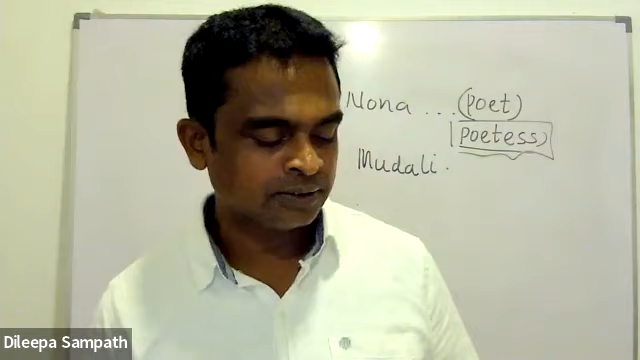 Nona ... (poet)
(poetess)
Mudali.
Dileepa Sampath